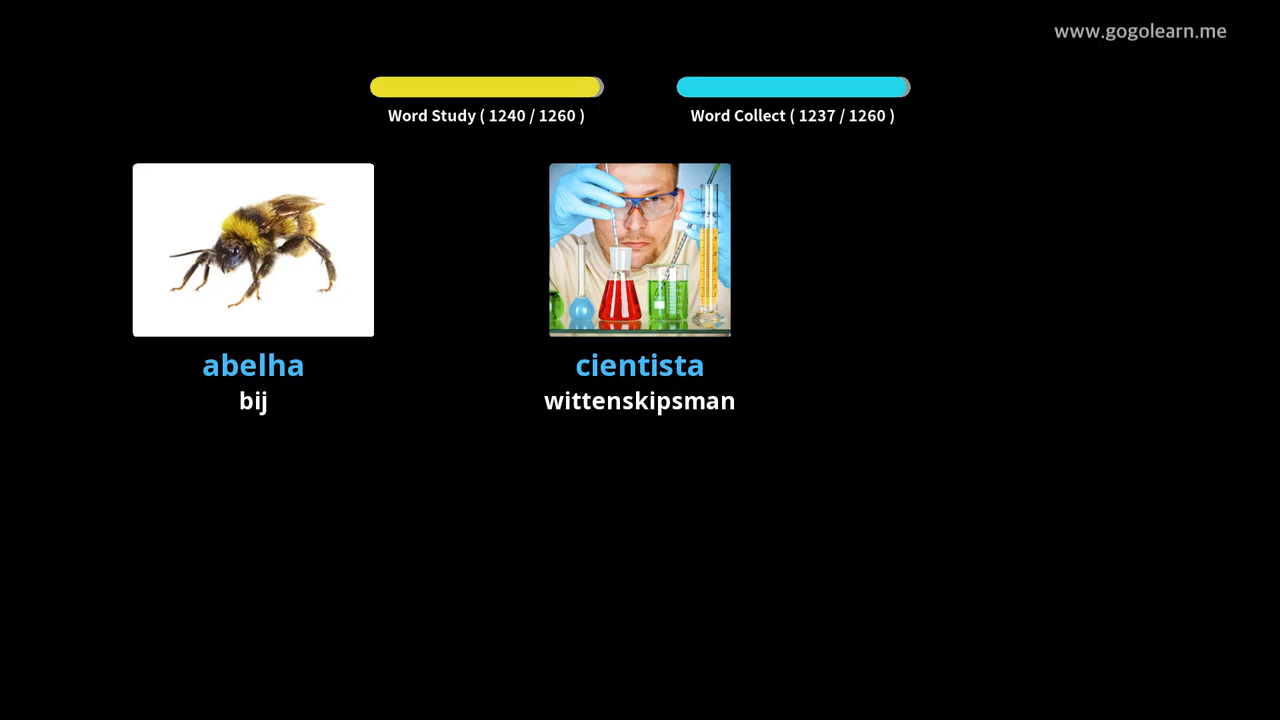 www.gogolearn.me
Word Study ( 1240 / 1260 )
Word Collect ( 1237 / 1260 )
abelha
bij
cientista
wittenskipsman